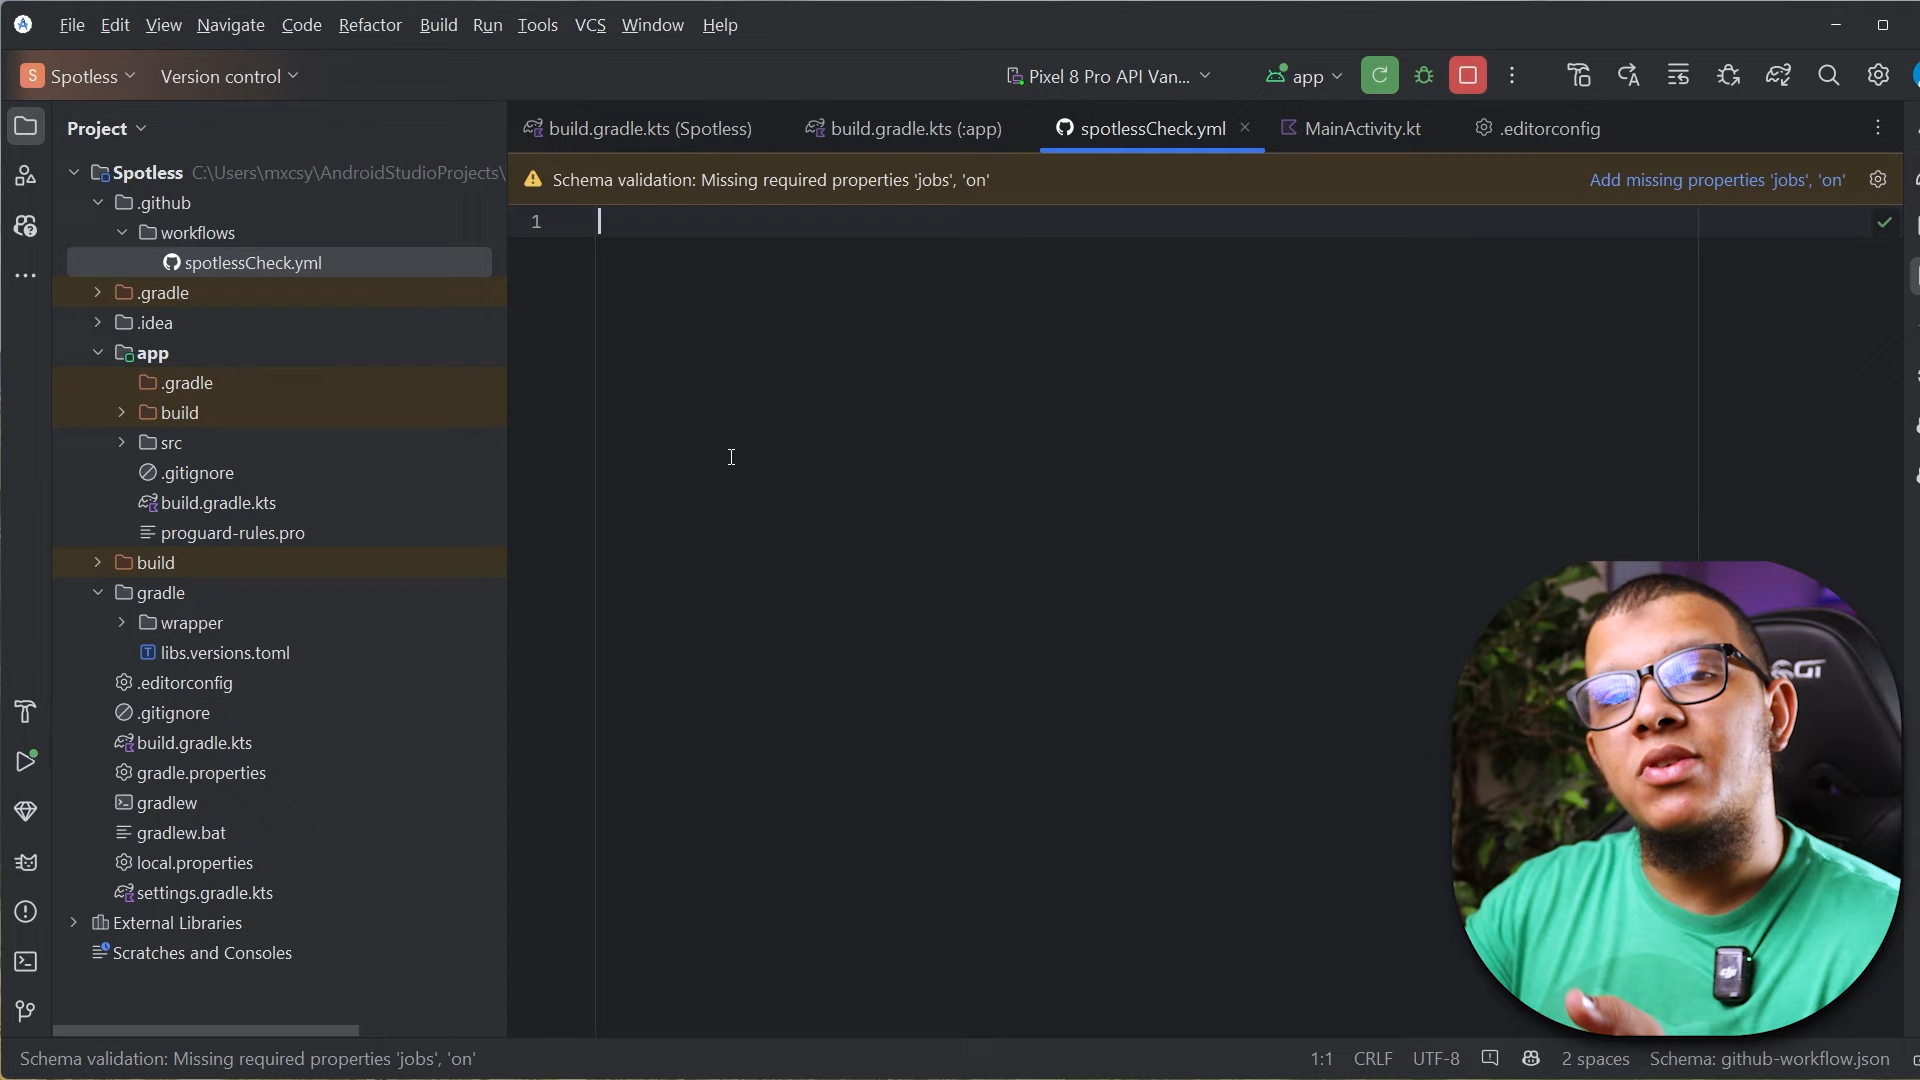 File Edit View Navigate Code Refactor Build Run Tools VCS Window Help
S Spotless Version control Pixel 8 Pro API Van... app
Project build.gradle.kts (Spotless) build.gradle.kts (:app) spotlessCheck.yml MainActivity.kt .editorconfig
Spotless C:\Users\mxcsy\AndroidStudioProjects\ Schema validation: Missing required properties 'jobs', 'on' Add missing properties 'jobs', 'on'
.github
1
workflows
spotlessCheck.yml
.gradle
.idea
app
.gradle
build
src
.gitignore
build.gradle.kts
proguard-rules.pro
build
gradle
wrapper
libs.versions.toml
.editorconfig
.gitignore
build.gradle.kts
gradle.properties
gradlew
gradlew.bat
local.properties
settings.gradle.kts
External Libraries
Scratches and Consoles
Schema validation: Missing required properties 'jobs', 'on' 1:1 CRLF UTF-8 2 spaces Schema: github-workflow.json